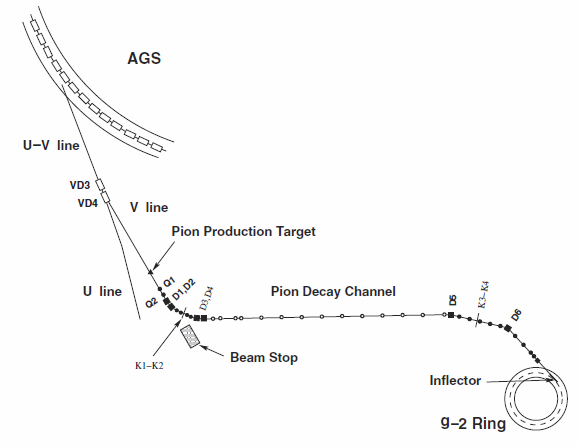 AGS
U−V line
VD3
VD4
V line
Pion Production Target
U line
Q1
Q2
D1,D2
D3,D4
Pion Decay Channel
D5
K3−K4
D6
K1−K2
Beam Stop
Inflector
g−2 Ring